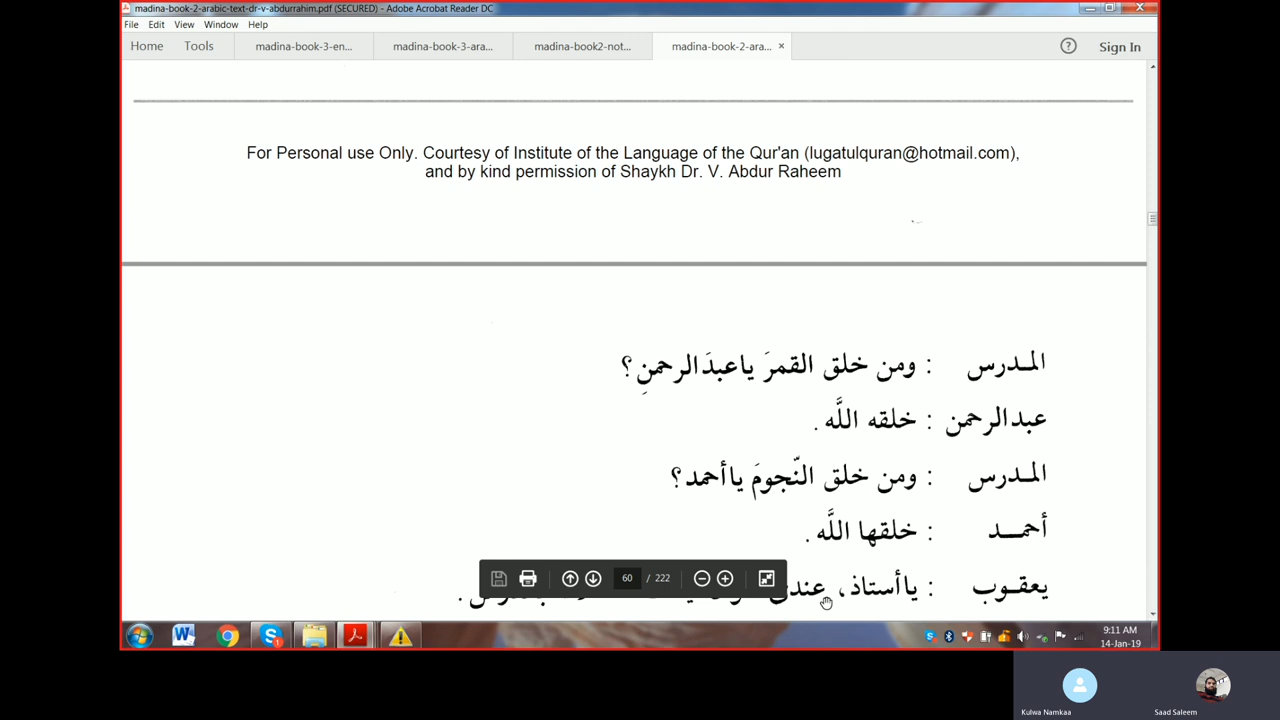 madina-book-2-arabic-text-dr-v-abdurrahim.pdf (SECURED) - Adobe Acrobat Reader DC
File Edit View Window Help
Home Tools madina-book-3-en... madina-book-3-ara... madina-book2-not... madina-book-2-ara... × Sign In
For Personal use Only. Courtesy of Institute of the Language of the Qur'an (lugatulquran@hotmail.com),
and by kind permission of Shaykh Dr. V. Abdur Raheem
المـدرس : ومن خلق القمرَ ياعبدَالرحمنِ؟
عبدالرحمن : خلقه اللَّه .
المـدرس : ومن خلق النّجومَ ياأحمد؟
أحمـــد : خلقها اللَّه .
60 / 222
يعقـوب : ياأستاذ،
9:11 AM
14-Jan-19
Kulwa Namkaa Saad Saleem